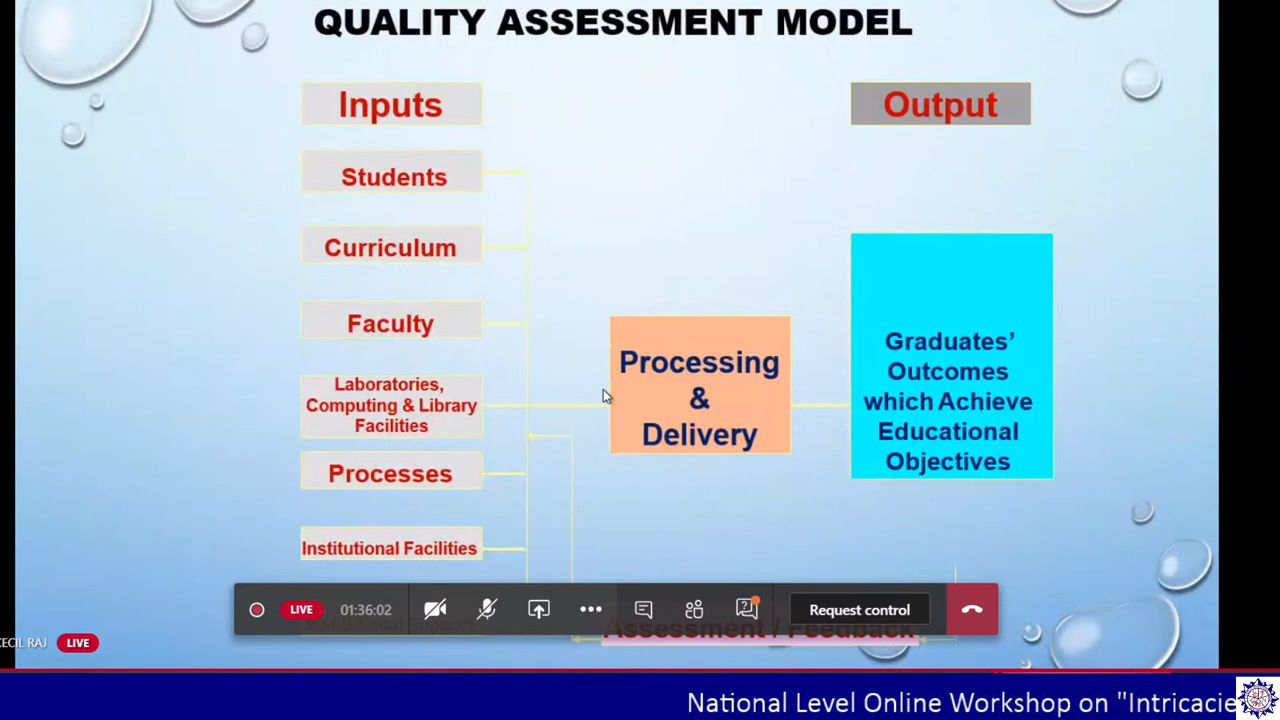 QUALITY ASSESSMENT MODEL
Inputs
Output
Students
Curriculum
Faculty
Laboratories,
Computing & Library
Facilities
Processes
Institutional Facilities
Processing
&
Delivery
Graduates’
Outcomes
which Achieve
Educational
Objectives
LIVE
01:36:02
Request control
Assessment / Feedback
CECIL RAJ
LIVE
National Level Online Workshop on "Intricacie